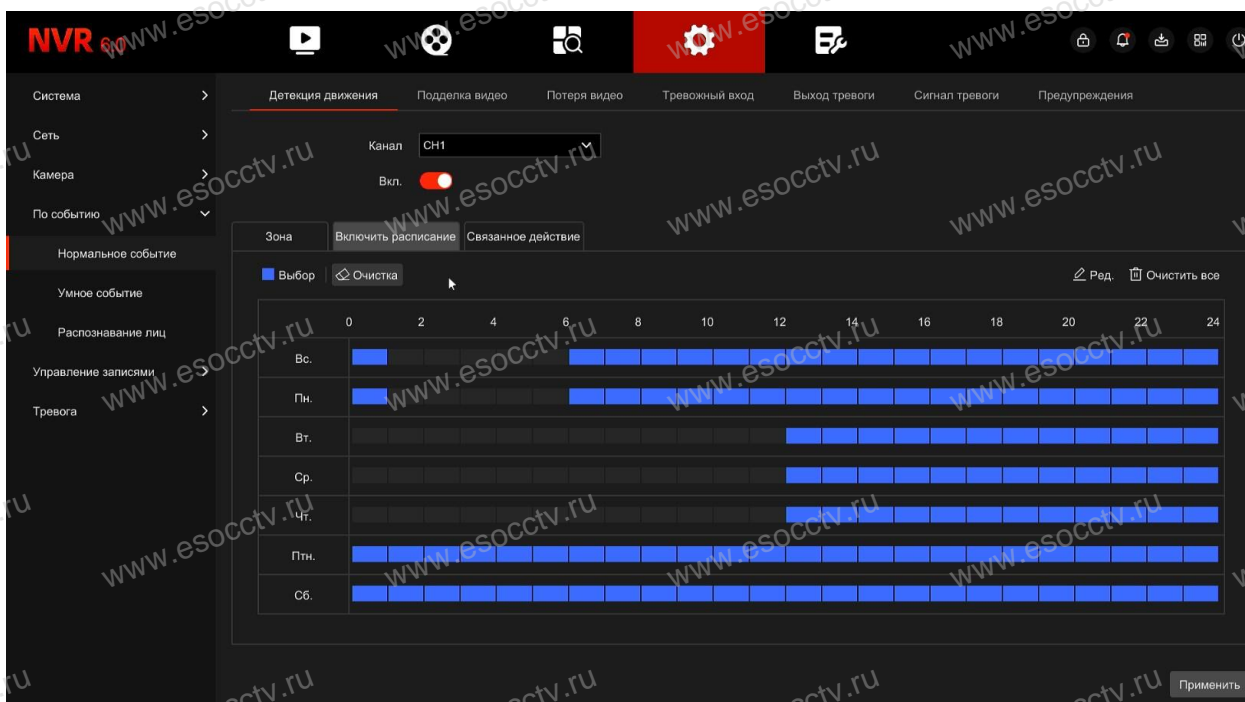 NVR 6.0
Система
Сеть
Камера
По событию
Нормальное событие
Умное событие
Распознавание лиц
Управление записями
Тревога
Детекция движения Подделка видео Потеря видео Тревожный вход Выход тревоги Сигнал тревоги Предупреждения
Канал CH1
Вкл.
Зона Включить расписание Связанное действие
Выбор Очистка Ред. Очистить все
0 2 4 6 8 10 12 14 16 18 20 22 24
Вс.
Пн.
Вт.
Ср.
Чт.
Птн.
Сб.
Применить
www.esocctv.ru